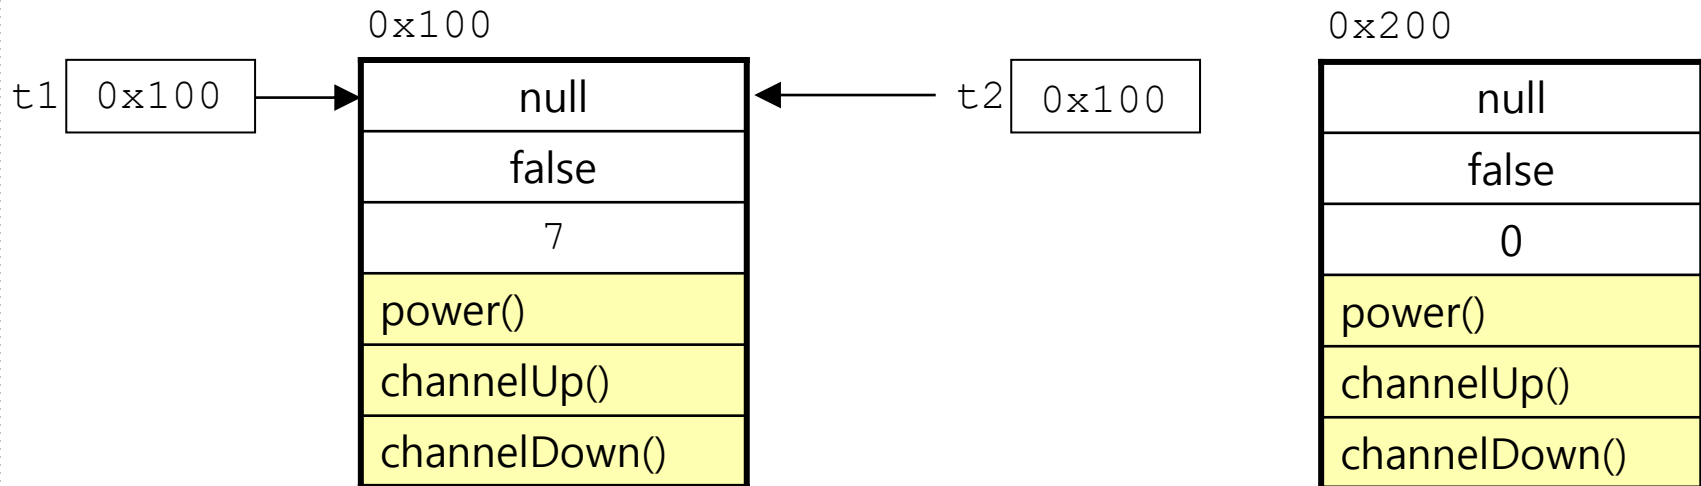 0x100
0x200
t1
0x100
null
t2
0x100
null
false
false
7
0
power()
power()
channelUp()
channelUp()
channelDown()
channelDown()